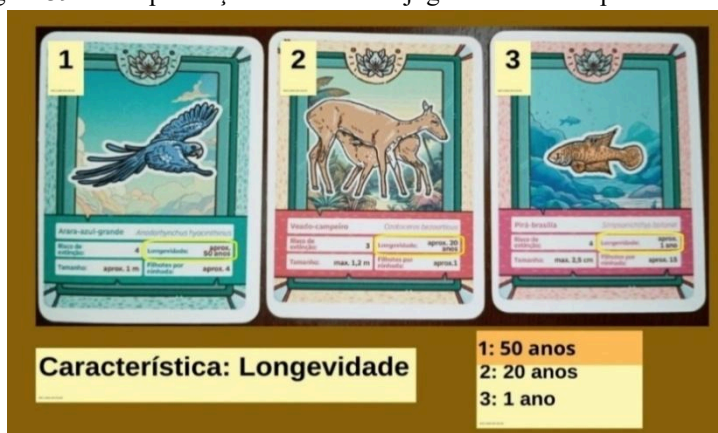 1
2
3
Arara-azul-grande Anodorhynchus hyacinthinus
Risco de extinção: 4 Longevidade: aprox. 50 anos
Tamanho: aprox. 1 m Filhotes por ninhada: aprox. 4
Veado-campeiro Ozotoceros bezoarticus
Risco de extinção: 3 Longevidade: aprox. 20 anos
Tamanho: max. 1,2 m Filhotes por ninhada: aprox.1
Pirá-brasília
Risco de extinção: 4 Longevidade: aprox. 1 ano
Tamanho: max. 3,5 cm Filhotes por ninhada: aprox. 15
Característica: Longevidade
1: 50 anos
2: 20 anos
3: 1 ano